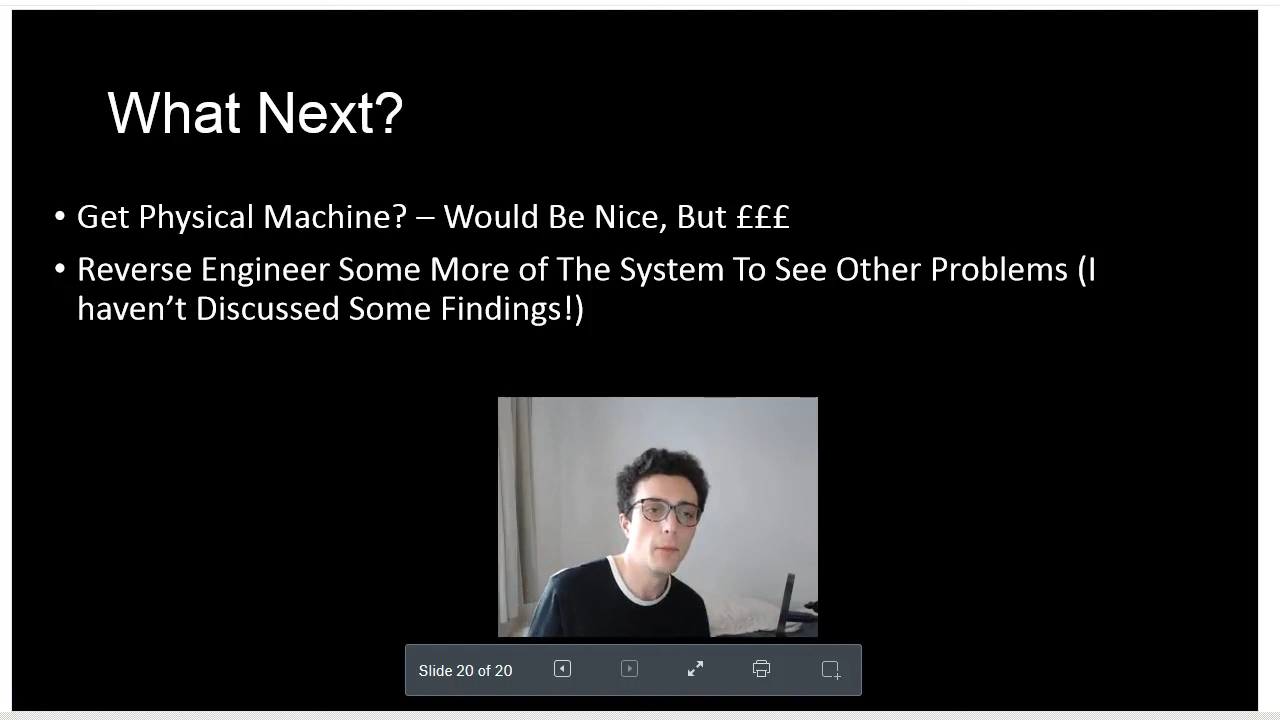 What Next?
• Get Physical Machine? – Would Be Nice, But £££
• Reverse Engineer Some More of The System To See Other Problems (I
haven’t Discussed Some Findings!)
Slide 20 of 20